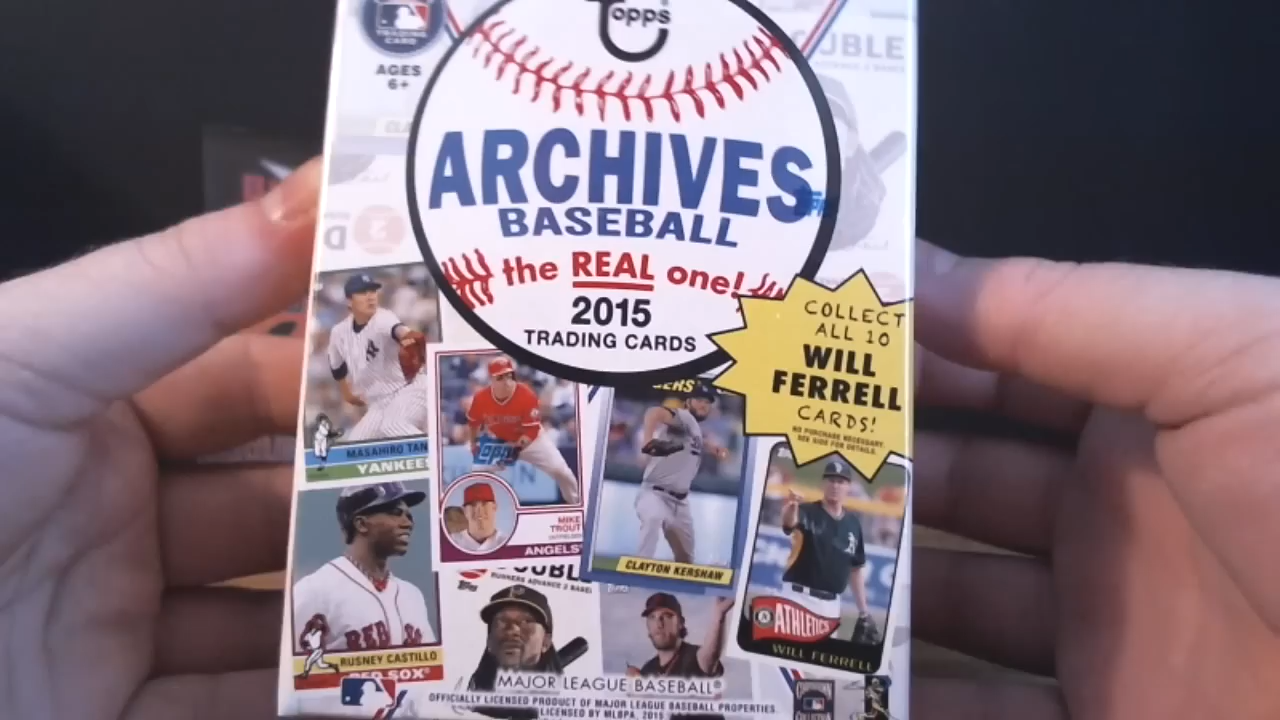 Topps
TRADING
CARD
AGES
6+
ARCHIVES
BASEBALL
the REAL one!
2015
TRADING CARDS
COLLECT
ALL 10
WILL
FERRELL
CARDS!
NO PURCHASE NECESSARY.
SEE SIDE FOR DETAILS.
MASAHIRO TAN
YANKEES
Topps
MIKE
TROUT
OUTFIELDER
ANGELS
ERS
CLAYTON KERSHAW
ATHLETICS
WILL FERRELL
RUSNEY CASTILLO
RED SOX
DOUBLE
RUNNERS ADVANCE 2 BASES
Topps
MAJOR LEAGUE BASEBALL®
OFFICIALLY LICENSED PRODUCT OF MAJOR LEAGUE BASEBALL PROPERTIES
LICENSED BY MLBPA, 2015